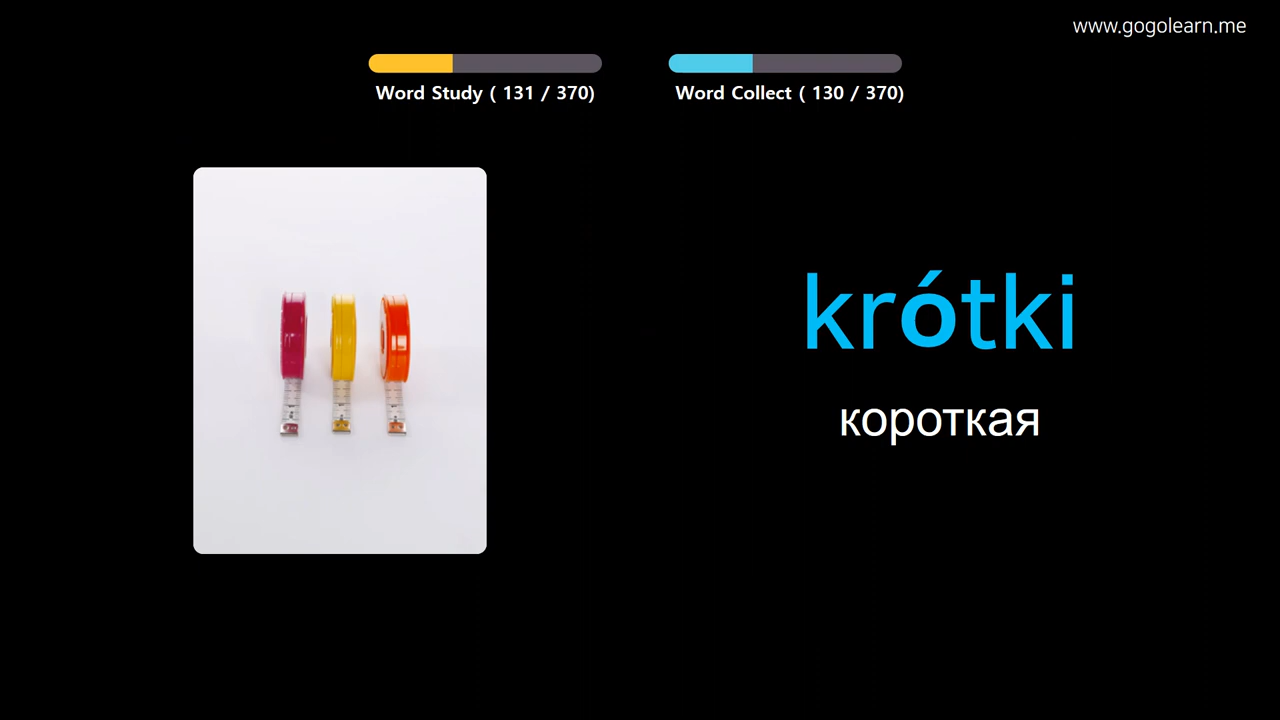 www.gogolearn.me
Word Study ( 131 / 370)
Word Collect ( 130 / 370)
krótki
короткая